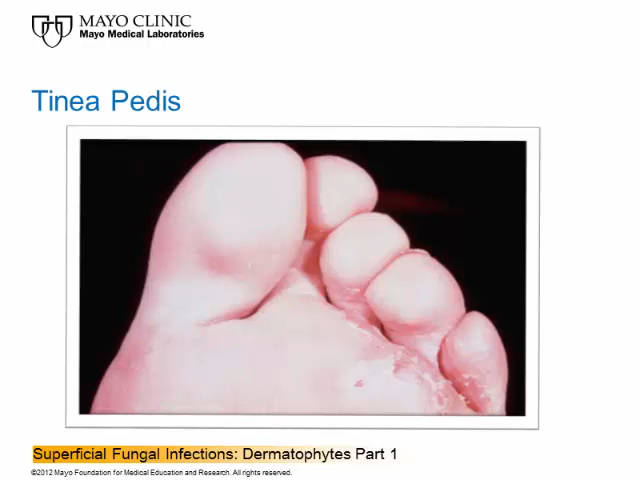 MAYO CLINIC
Mayo Medical Laboratories
Tinea Pedis
Superficial Fungal Infections: Dermatophytes Part 1
©2012 Mayo Foundation for Medical Education and Research. All rights reserved.